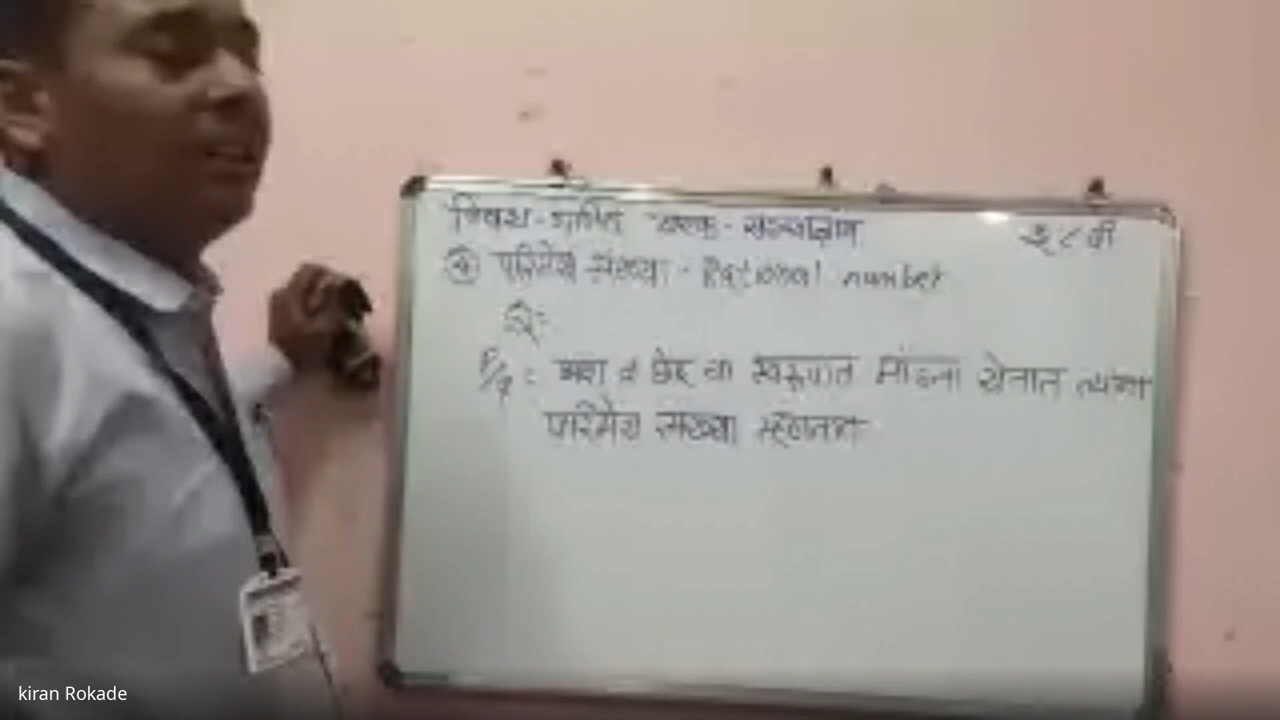 विषय - गणित घटक - संख्याज्ञान इ ८ वी
* परिमेय संख्या - Rational number
Q:
P/q : अंश व छेद च्या स्वरूपात मांडता येतात त्यांना
परिमेय संख्या म्हणतात
kiran Rokade